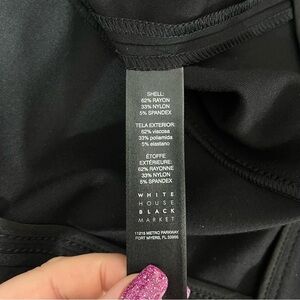 SHELL:
62% RAYON
33% NYLON
5% SPANDEX
TELA EXTERIOR:
62% viscosa
33% poliamida
5% elastano
ÉTOFFE
EXTÉRIEURE:
62% RAYONNE
33% NYLON
5% SPANDEX
WHITE
HOUSE
BLACK
MARKET
11215 METRO PARKWAY
FORT MYERS, FL 33966